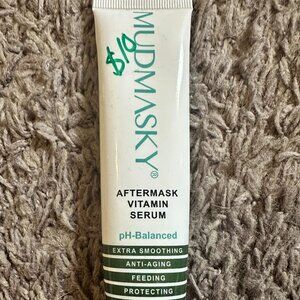 $10
MUDMASKY®
AFTERMASK
VITAMIN
SERUM
pH-Balanced
EXTRA SMOOTHING
ANTI-AGING
FEEDING
PROTECTING